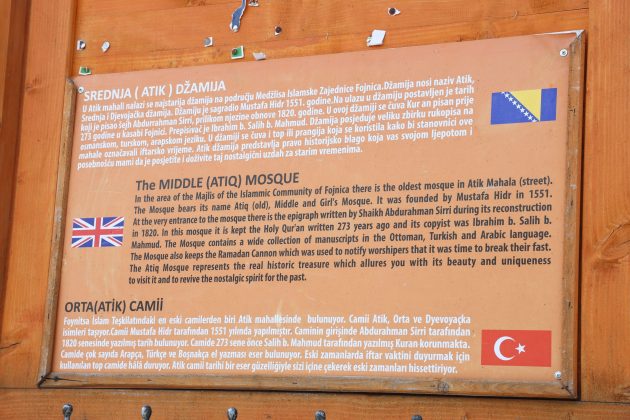 SREDNJA ( ATIK ) DŽAMIJA
U Atik mahali nalazi se najstarija džamija na području Medžlisa Islamske Zajednice Fojnica.Džamija nosi naziv Atik,
Srednja i Djevojačka džamija. Džamiju je sagradio Mustafa Hidr 1551. godine.Na ulazu u džamiju postavljen je tarih
koji je pisao šejh Abdurahman Sirri, prilikom njezine obnove 1820. godine. U ovoj džamiji se čuva Kur an pisan prije
273 godine u kasabi Fojnici. Prepisivač je Ibrahim b. Salih b. Mahmud. Džamija posjeduje veliku zbirku rukopisa na
osmanskom, turskom, arapskom jeziku. U džamiji se čuva i top ili prangija koja se koristila kako bi stanovnici ove
mahale označavali iftarsko vrijeme. Atik džamija predstavlja pravo historijsko blago koja vas svojom ljepotom i
posebnošću mami da je posjetite i doživite taj nostalgični uzdah za starim vremenima.
The MIDDLE (ATIQ) MOSQUE
In the area of the Majlis of the Islamic Community of Fojnica there is the oldest mosque in Atik Mahala (street).
The Mosque bears its name Atiq (old), Middle and Girl's Mosque. It was founded by Mustafa Hidr in 1551.
At the very entrance to the mosque there is the epigraph written by Shaikh Abdurahman Sirri during its reconstruction
in 1820. In this mosque it is kept the Holy Qur'an written 273 years ago and its copyist was Ibrahim b. Salih b.
Mahmud. The Mosque contains a wide collection of manuscripts in the Ottoman, Turkish and Arabic language.
The Mosque also keeps the Ramadan Cannon which was used to notify worshipers that it was time to break their fast.
The Atiq Mosque represents the real historic treasure which allures you with its beauty and uniqueness
to visit it and to revive the nostalgic spirit for the past.
ORTA(ATİK) CAMİİ
Foynitsa İslam Teşkilatındaki en eski camilerden biri Atik mahallesinde bulunuyor. Camii Atik, Orta ve Dyevoyaçka
isimleri taşıyor.Camii Mustafa Hidr tarafından 1551 yılında yapılmıştır. Caminin girişinde Abdurahman Sirri tarafından
1820 senesinde yazılmış tarih bulunuyor. Camide 273 sene önce Salih b. Mahmud tarafından yazılmış Kuran korunmakta.
Camide çok sayıda Arapça, Türkçe ve Boşnakça el yazması eser bulunuyor. Eski zamanlarda iftar vaktini duyurmak için
kullanılan top camide hâlâ duruyor. Atik camii tarihi bir eser güzelliğiyle sizi içine çekerek eski zamanları hissettiriyor.